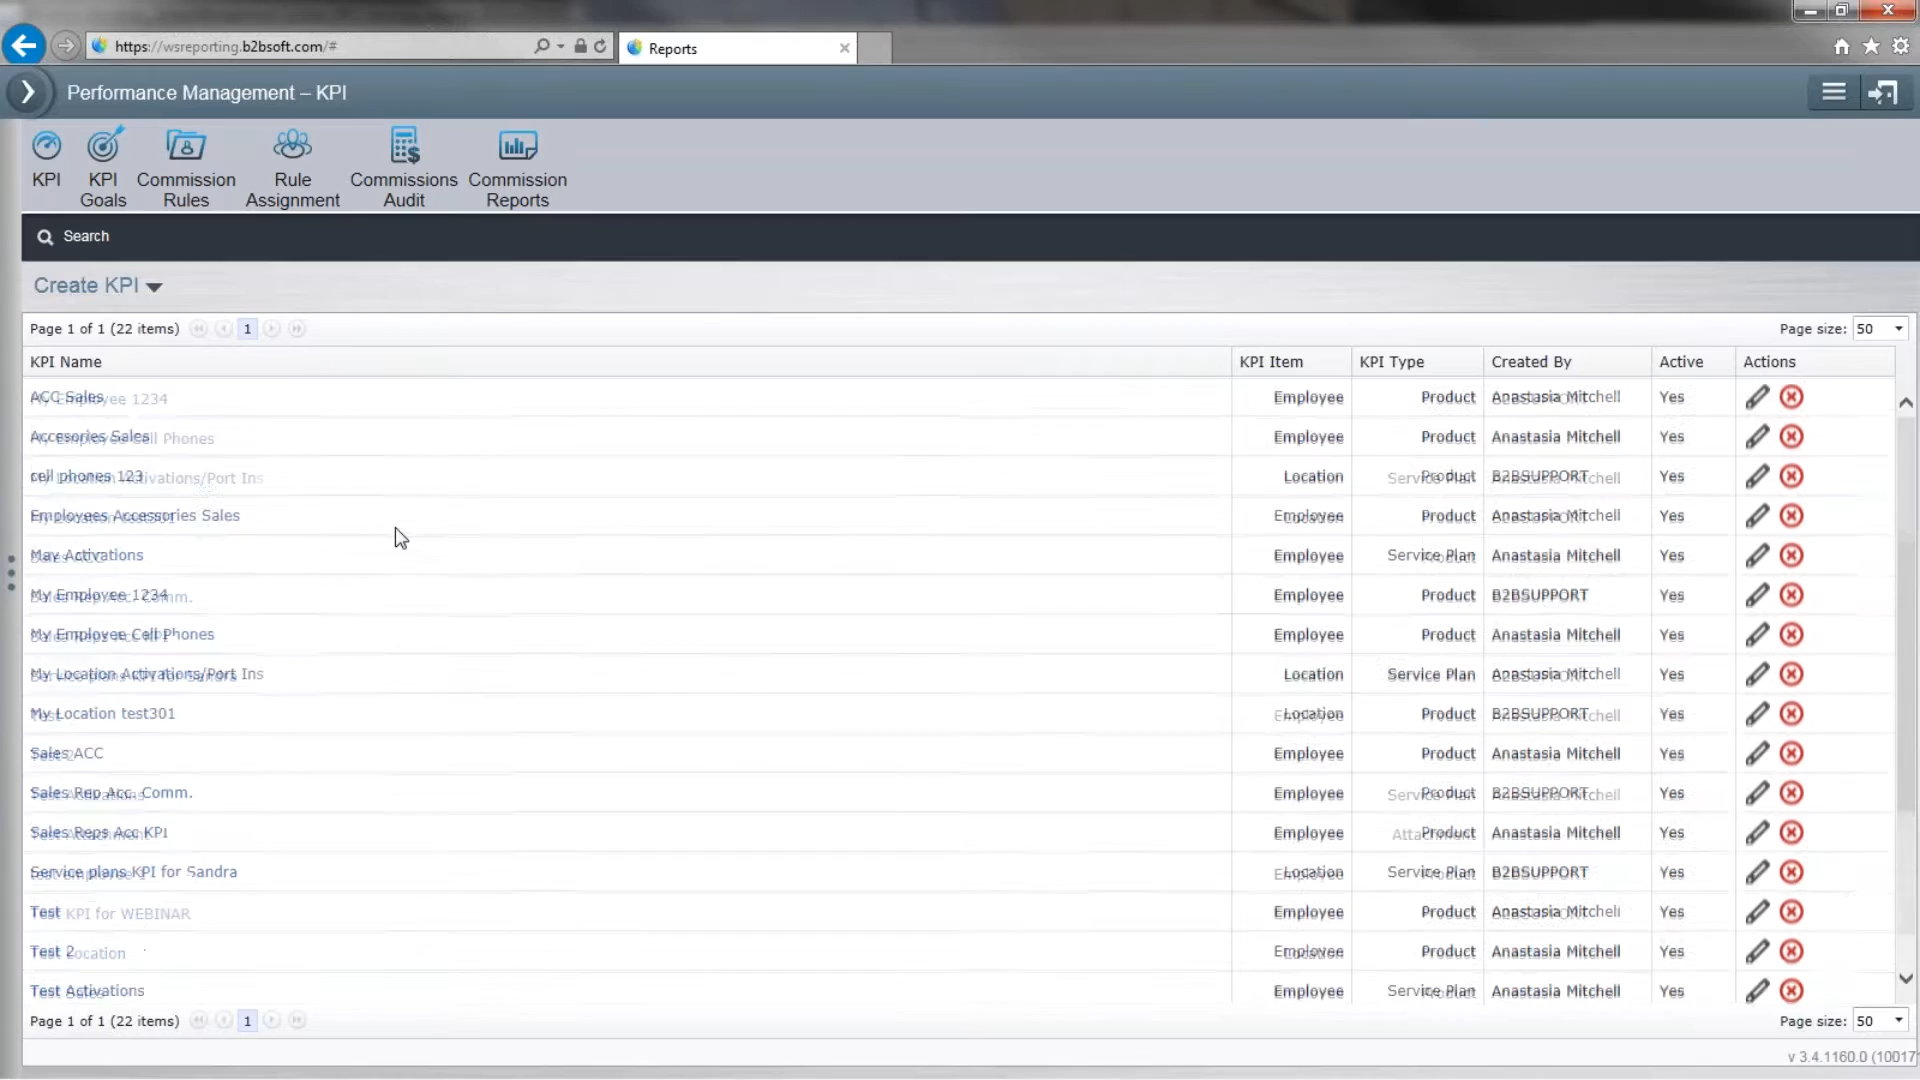 https://wsreporting.b2bsoft.com/#
Reports
Performance Management – KPI
KPI
KPI Goals
Commission Rules
Rule Assignment
Commissions Audit
Commission Reports
Search
Create KPI
Page 1 of 1 (22 items) 1 Page size: 50
KPI Name KPI Item KPI Type Created By Active Actions
ACC Sales Employee Product Anastasia Mitchell Yes
Accesories Sales Employee Product Anastasia Mitchell Yes
cell phones 123 Location Product B2BSUPPORT Yes
Employees Accessories Sales Employee Product Anastasia Mitchell Yes
May Activations Employee Service Plan Anastasia Mitchell Yes
My Employee 1234 Employee Product B2BSUPPORT Yes
My Employee Cell Phones Employee Product Anastasia Mitchell Yes
My Location Activations/Port Ins Location Service Plan Anastasia Mitchell Yes
My Location test301 Location Product B2BSUPPORT Yes
Sales ACC Employee Product Anastasia Mitchell Yes
Sales Rep Acc. Comm. Employee Product B2BSUPPORT Yes
Sales Reps Acc KPI Employee Product Anastasia Mitchell Yes
Service plans KPI for Sandra Location Service Plan B2BSUPPORT Yes
Test Employee Product Anastasia Mitchell Yes
Test 2 Employee Product Anastasia Mitchell Yes
Test Activations Employee Service Plan Anastasia Mitchell Yes
Page 1 of 1 (22 items) 1 Page size: 50
v 3.4.1160.0 (10017